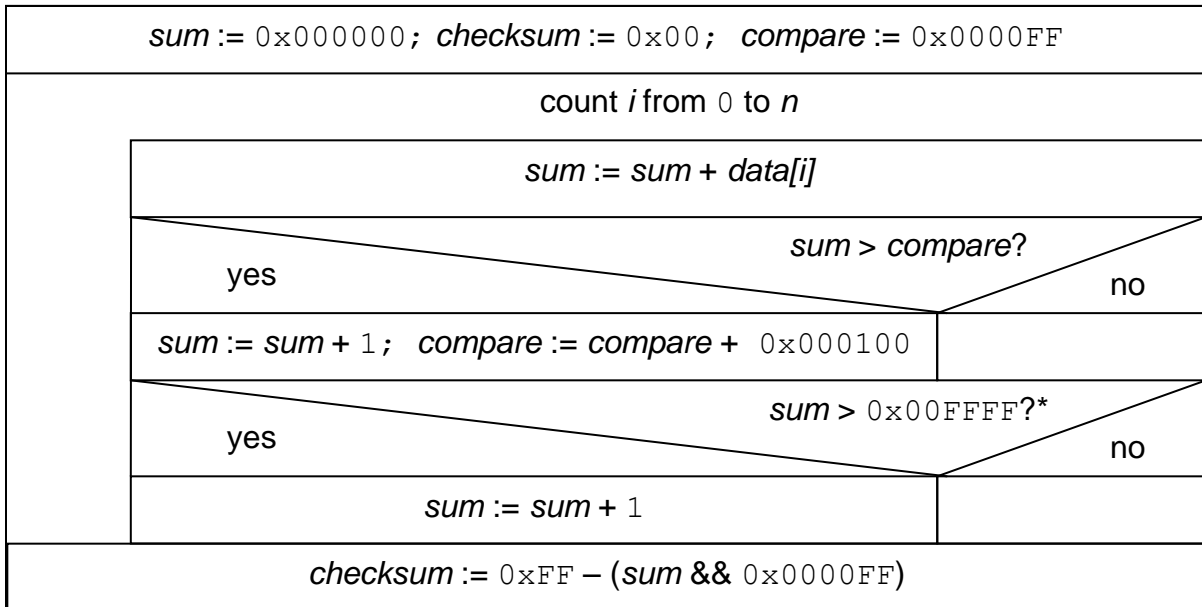 sum := 0x000000; checksum := 0x00; compare := 0x0000FF
count i from 0 to n
sum := sum + data[i]
sum > compare?
yes
no
sum := sum + 1; compare := compare + 0x000100
sum > 0x00FFFF?*
yes
no
sum := sum + 1
checksum := 0xFF – (sum && 0x0000FF)